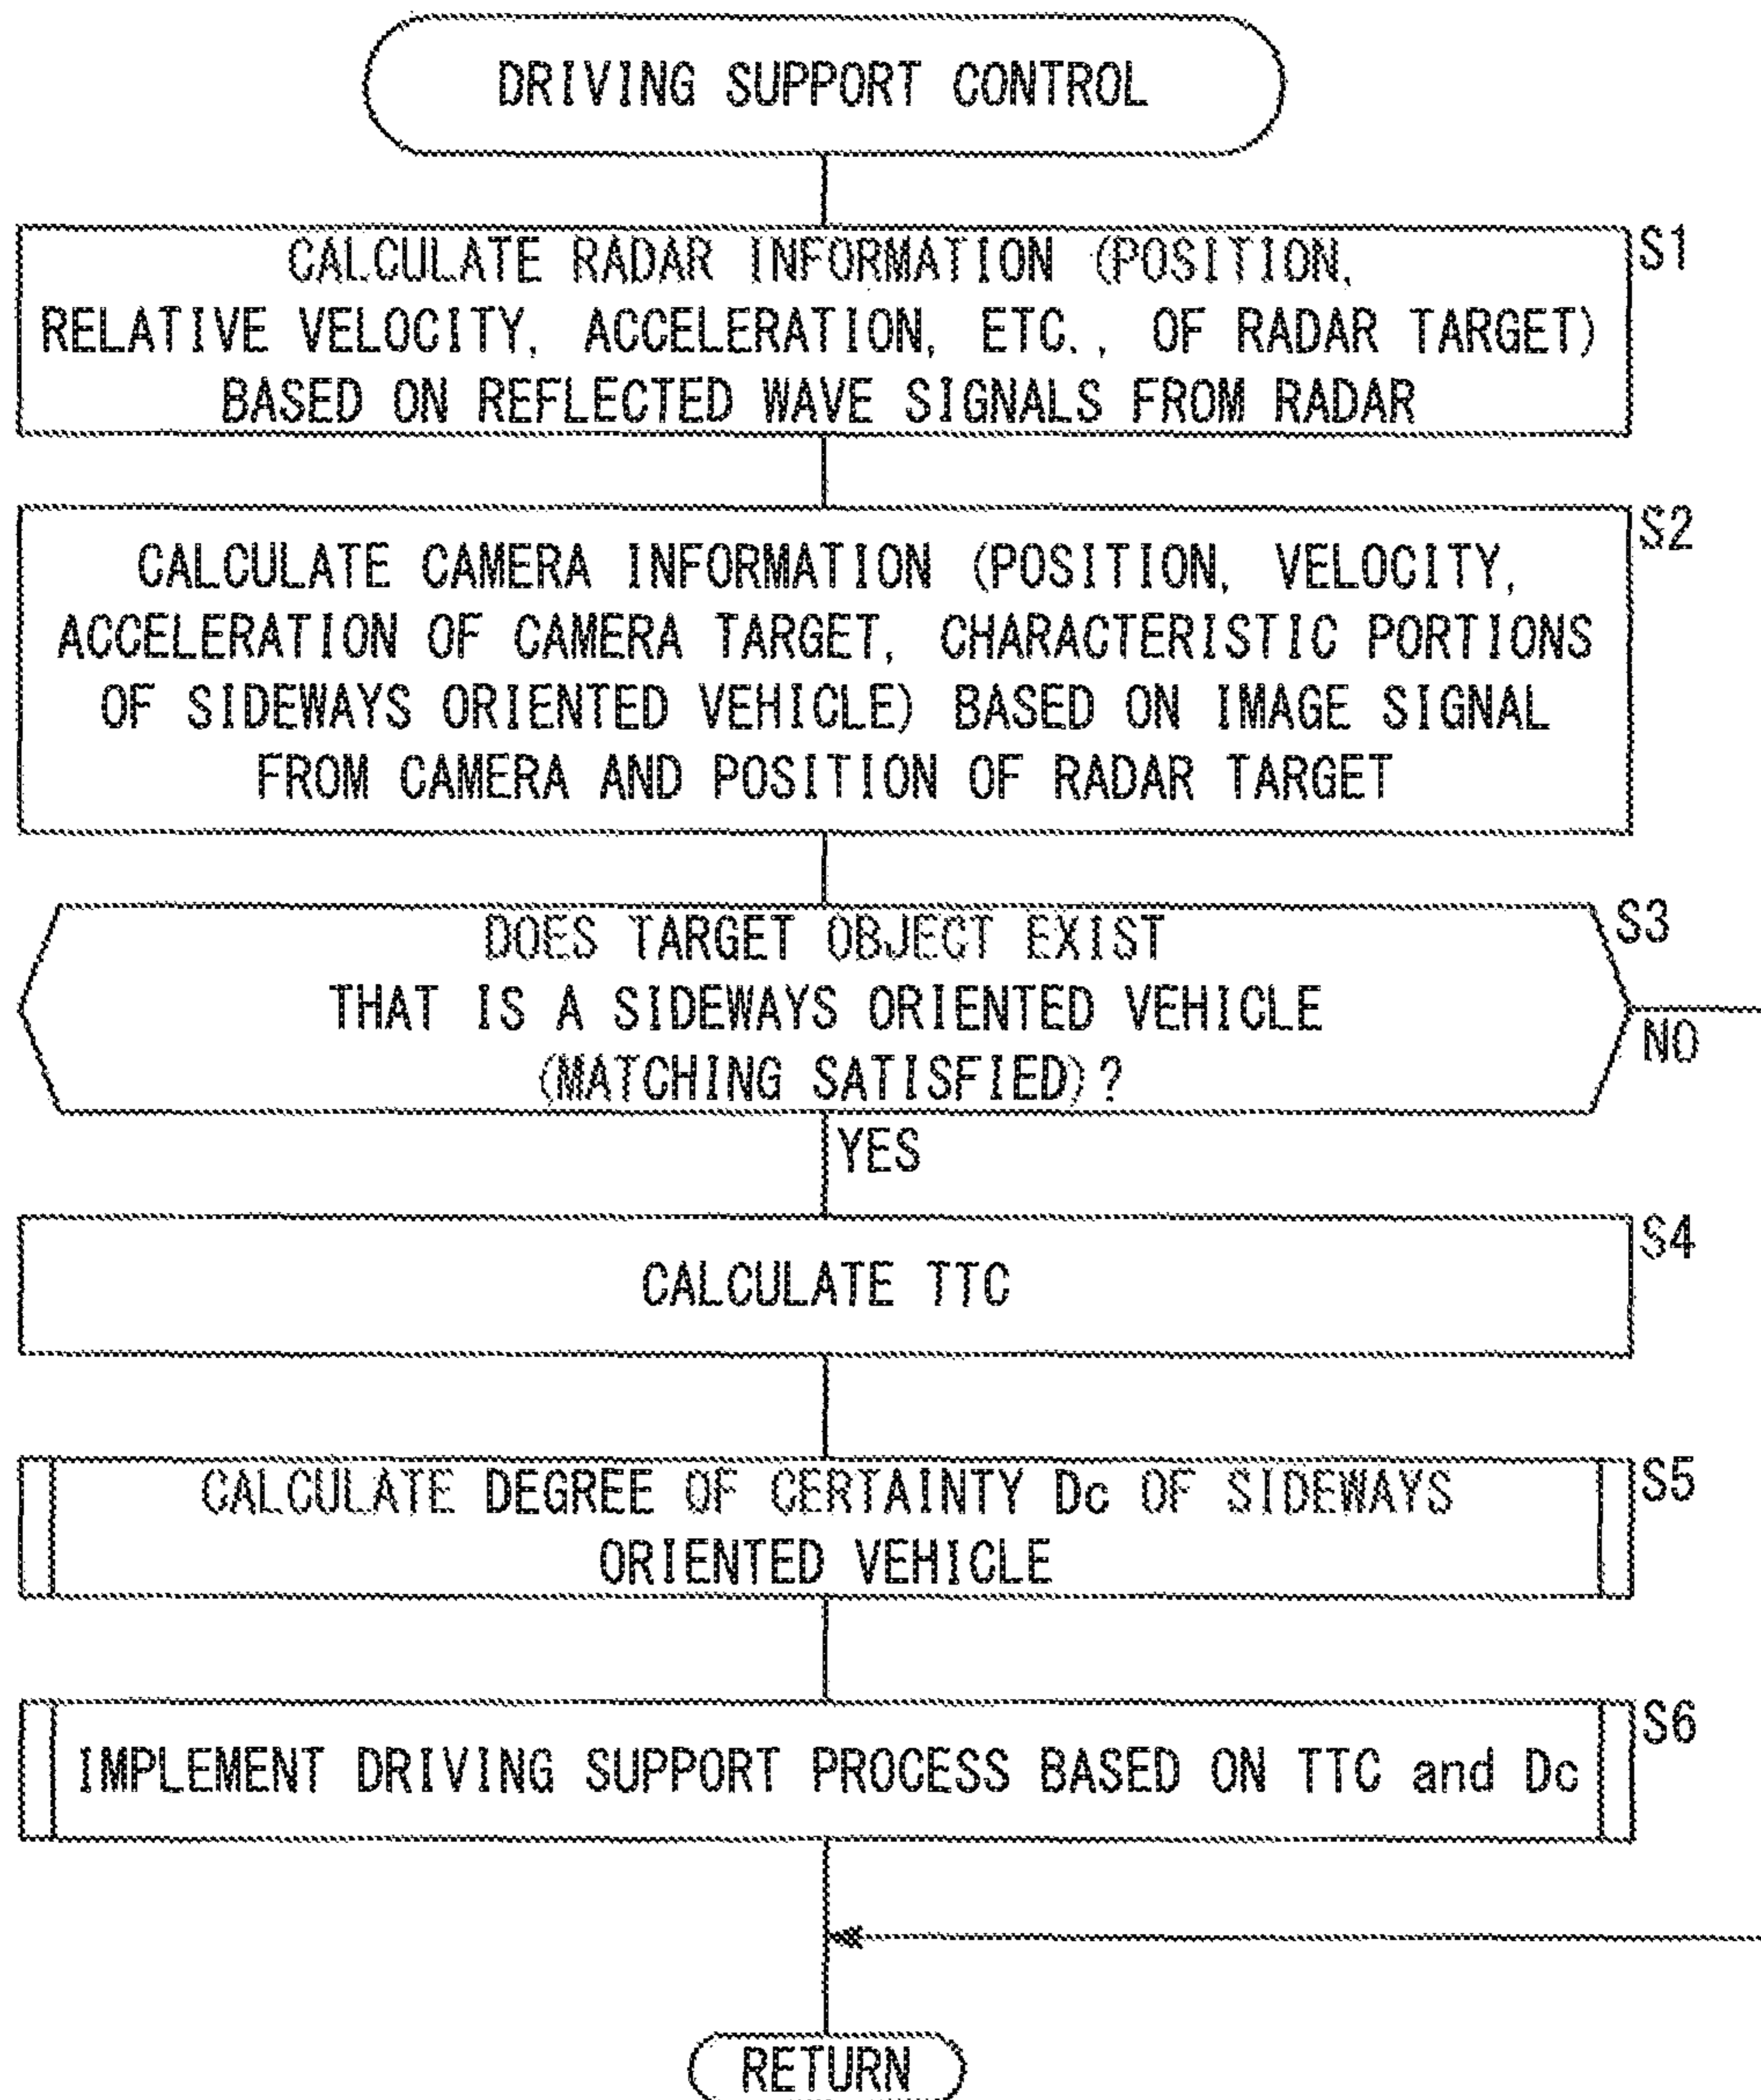 DRIVING SUPPORT CONTROL
S1
CALCULATE RADAR INFORMATION (POSITION,
RELATIVE VELOCITY, ACCELERATION, ETC., OF RADAR TARGET)
BASED ON REFLECTED WAVE SIGNALS FROM RADAR
S2
CALCULATE CAMERA INFORMATION (POSITION, VELOCITY,
ACCELERATION OF CAMERA TARGET, CHARACTERISTIC PORTIONS
OF SIDEWAYS ORIENTED VEHICLE) BASED ON IMAGE SIGNAL
FROM CAMERA AND POSITION OF RADAR TARGET
S3
DOES TARGET OBJECT EXIST
THAT IS A SIDEWAYS ORIENTED VEHICLE
(MATCHING SATISFIED)?
NO
YES
S4
CALCULATE TTC
S5
CALCULATE DEGREE OF CERTAINTY Dc OF SIDEWAYS
ORIENTED VEHICLE
S6
IMPLEMENT DRIVING SUPPORT PROCESS BASED ON TTC and Dc
RETURN